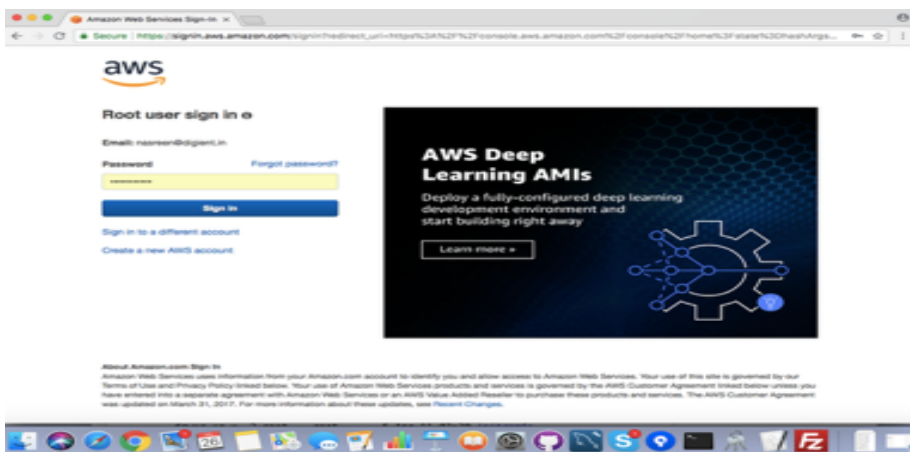 Amazon Web Services Sign-In
Secure https://signin.aws.amazon.com/signin?redirect_uri=https%3A%2F%2Fconsole.aws.amazon.com%2Fconsole%2Fhome%3Fstate%3DhashArgs...
aws
Root user sign in
Email: nasreen@digient.in
Password Forgot password?
Sign in
Sign in to a different account
Create a new AWS account
AWS Deep
Learning AMIs
Deploy a fully-configured deep learning
development environment and
start building right away
Learn more »
About Amazon.com Sign In
Amazon Web Services uses information from your Amazon.com account to identify you and allow access to Amazon Web Services. Your use of this site is governed by our
Terms of Use and Privacy Policy linked below. Your use of Amazon Web Services products and services is governed by the AWS Customer Agreement linked below unless you
have entered into a separate agreement with Amazon Web Services or an AWS Value Added Reseller to purchase these products and services. The AWS Customer Agreement
was updated on March 31, 2017. For more information about these updates, see Recent Changes.
26
Fz